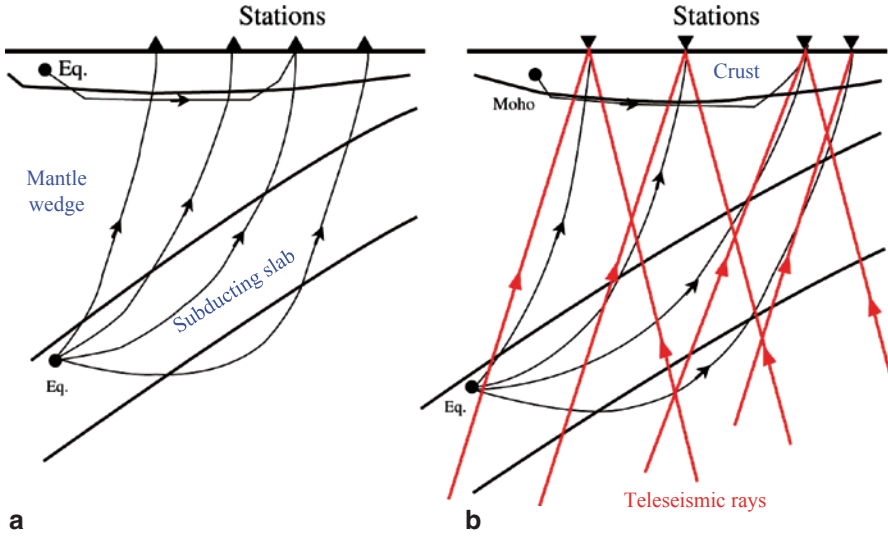 Stations
Eq.
Mantle
wedge
Subducting slab
Eq.
a
Stations
Crust
Moho
Eq.
Teleseismic rays
b